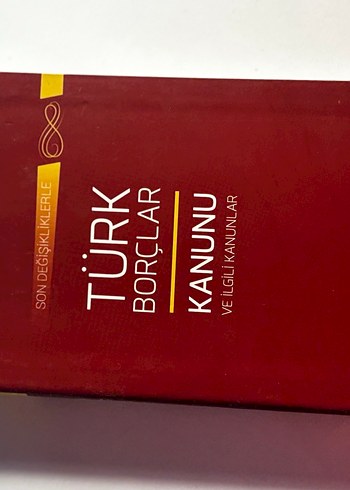 SON DEĞİŞİKLİKLERLE
TÜRK
BORÇLAR
KANUNU
VE İLGİLİ KANUNLAR